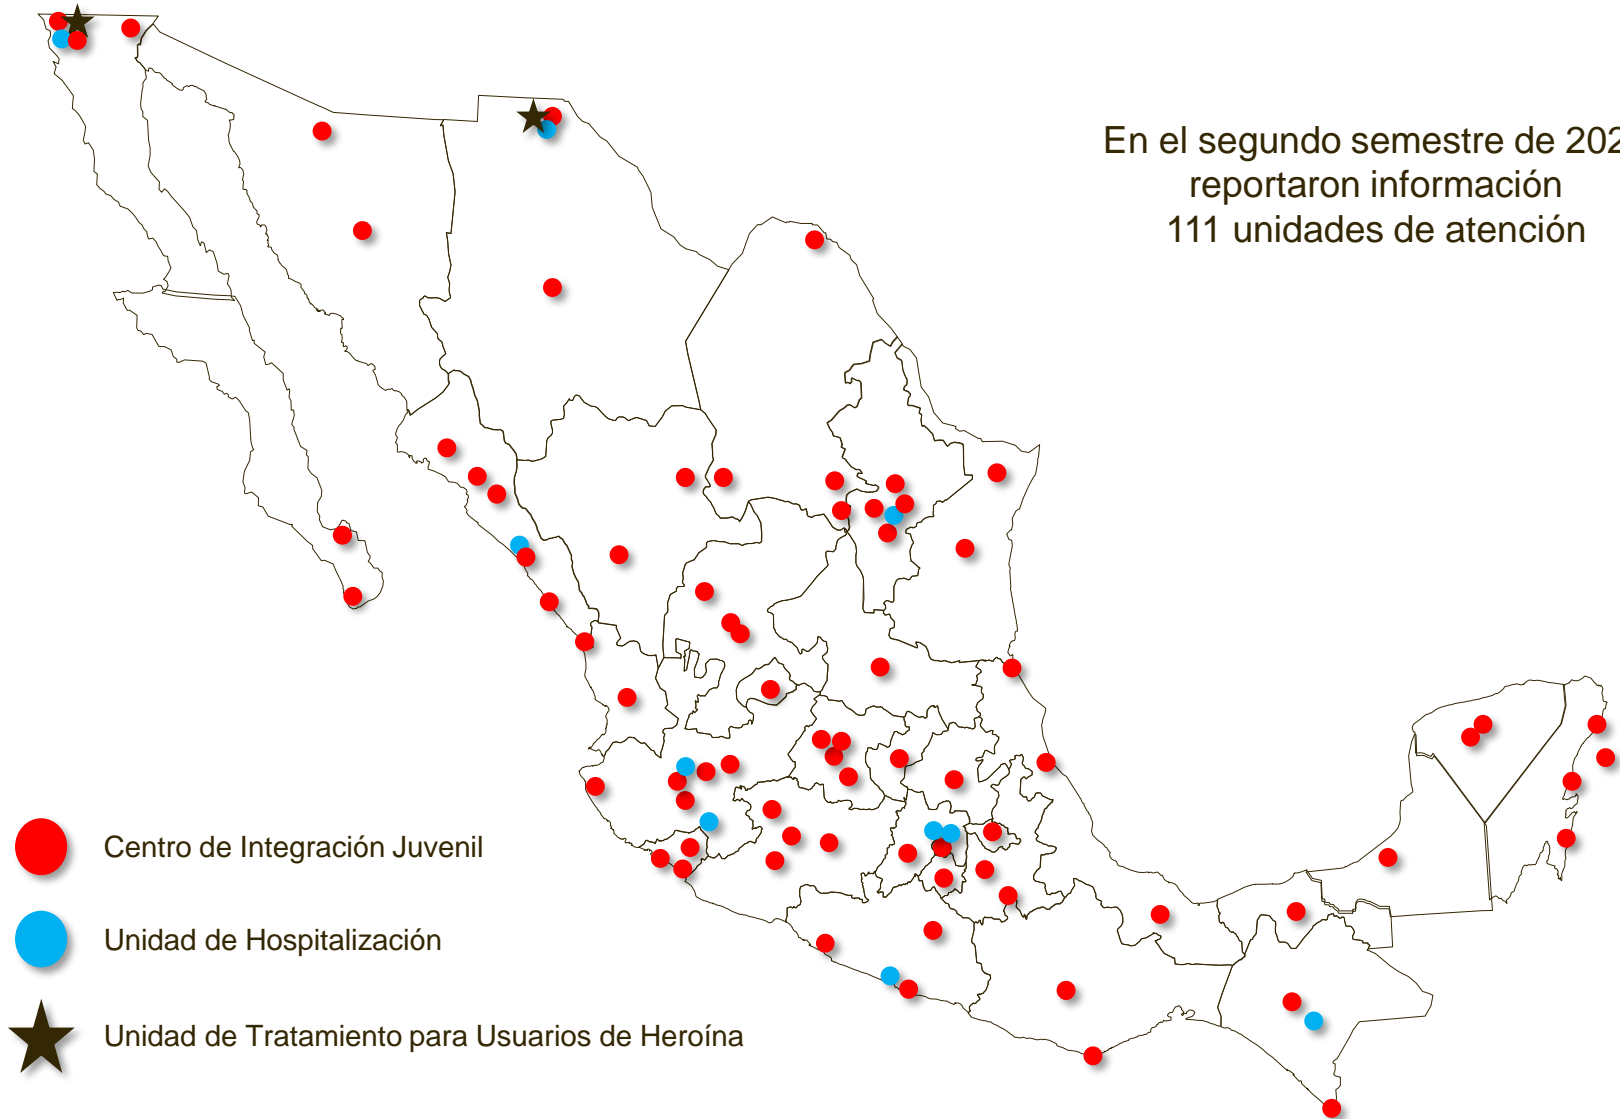 En el segundo semestre de 202
reportaron información
111 unidades de atención
Centro de Integración Juvenil
Unidad de Hospitalización
Unidad de Tratamiento para Usuarios de Heroína